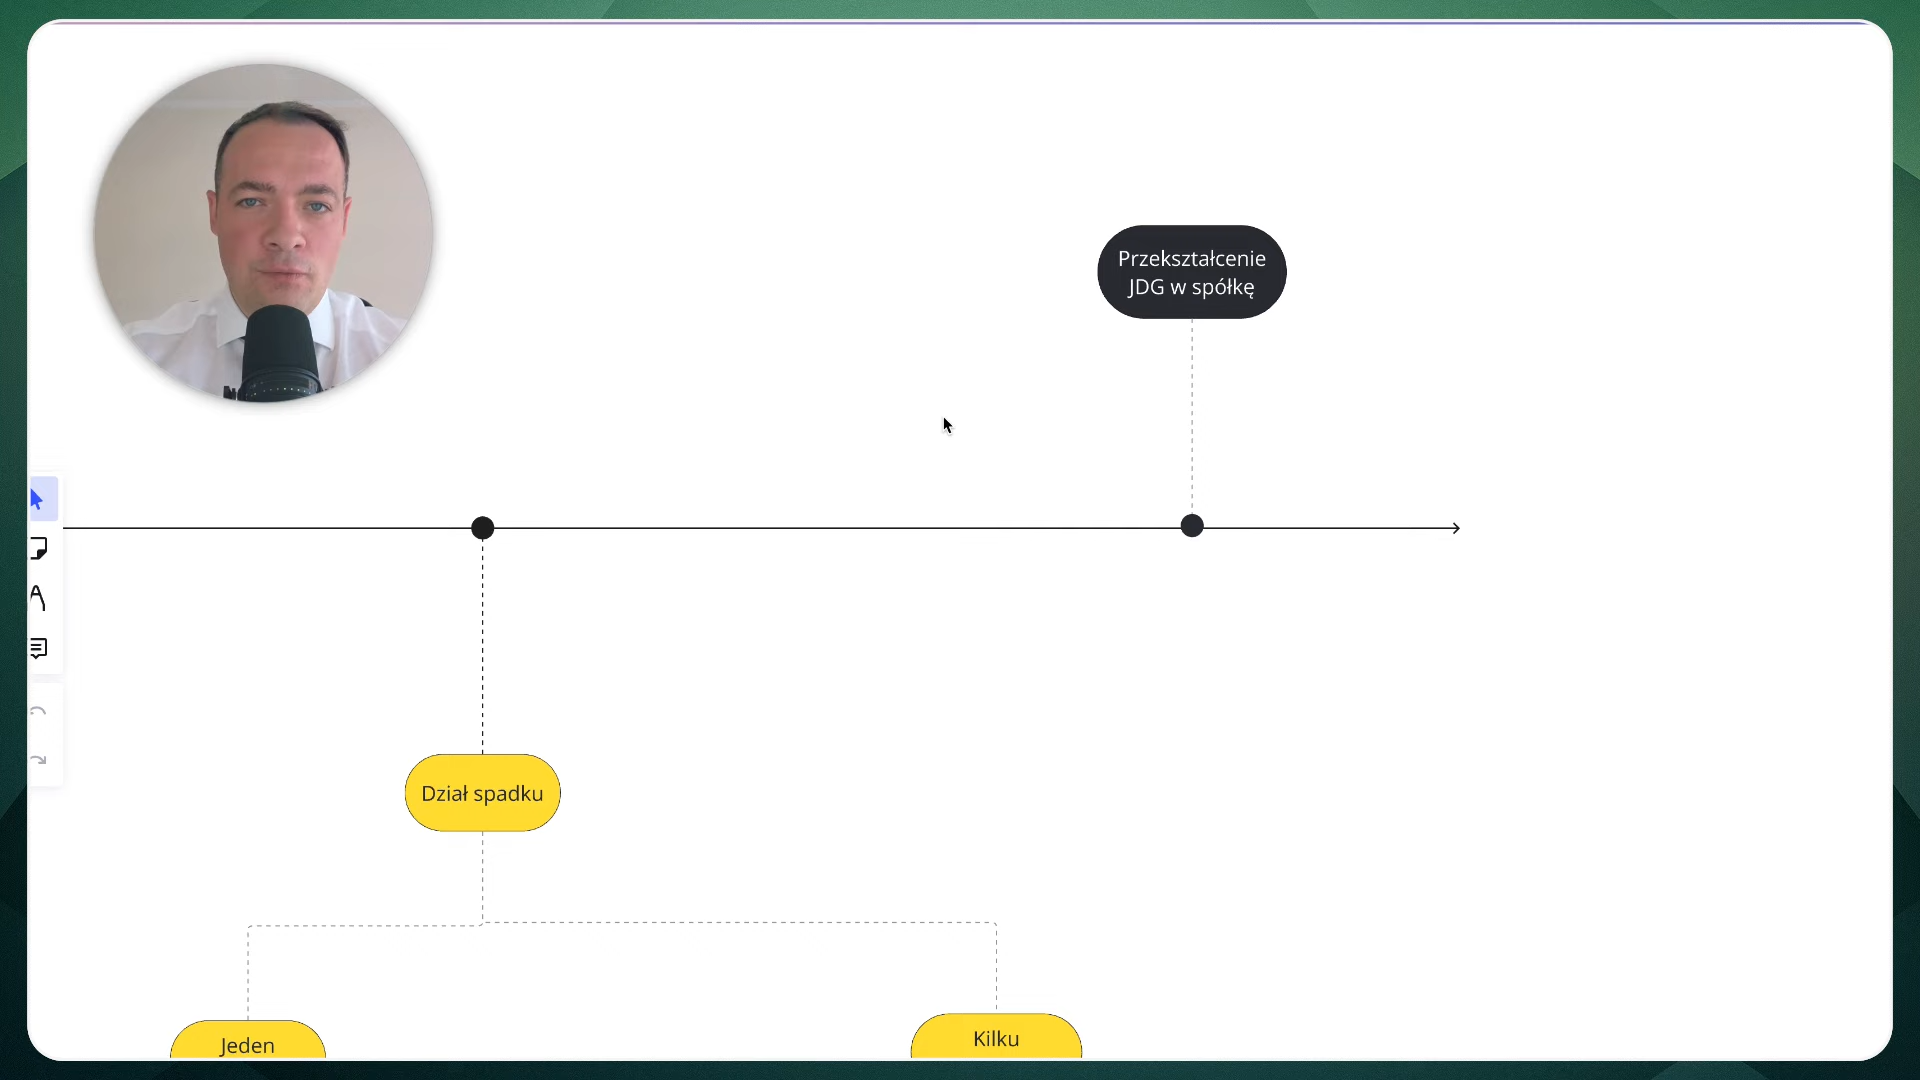 Przekształcenie
JDG w spółkę
Dział spadku
Jeden
Kilku